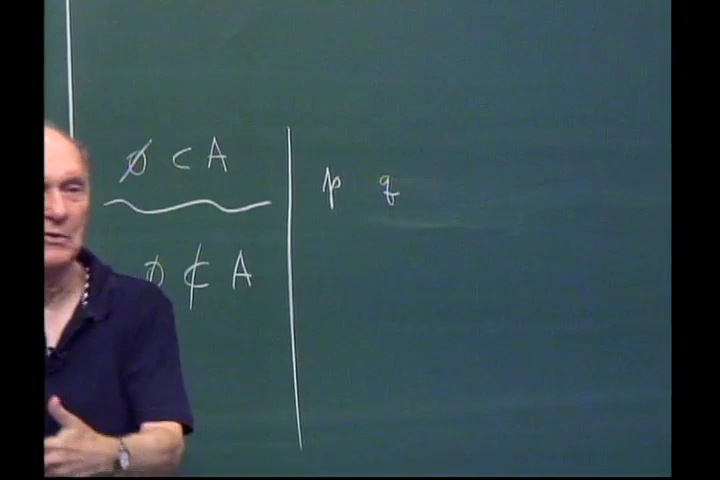 ∅ ⊂ A
∅ ⊄ A
p q